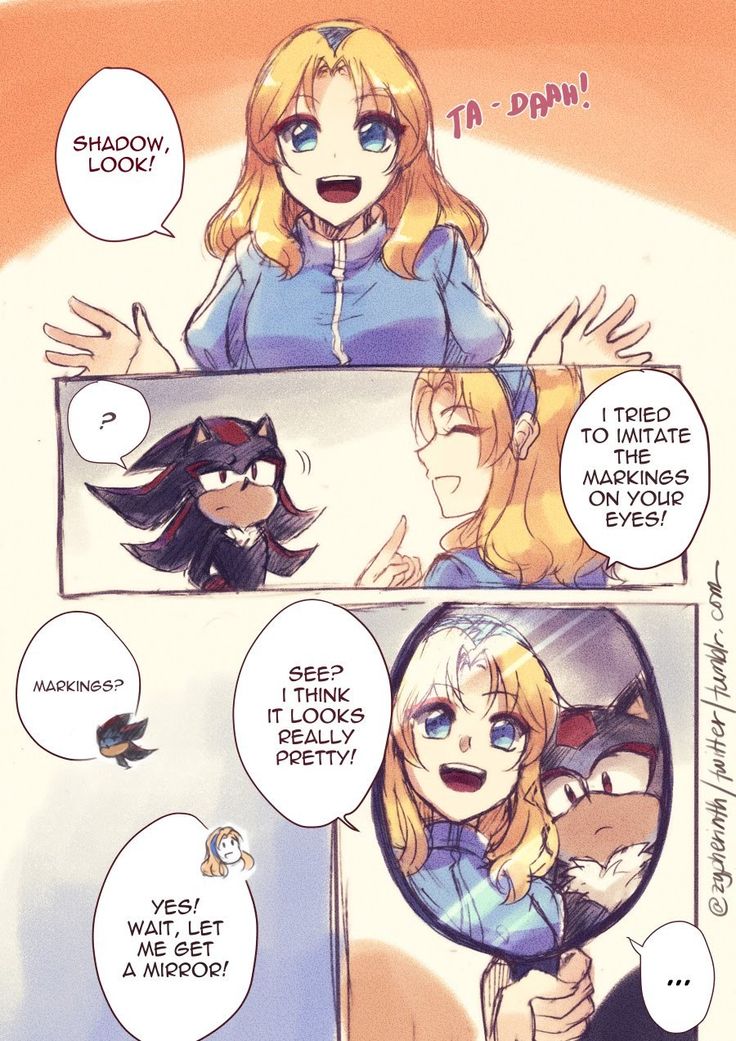 SHADOW,
LOOK!
TA-DAAH!
?
I TRIED
TO IMITATE
THE
MARKINGS
ON YOUR
EYES!
MARKINGS?
YES!
WAIT, LET
ME GET
A MIRROR!
SEE?
I THINK
IT LOOKS
REALLY
PRETTY!
...
@zypherinth/twitter/tumblr.com